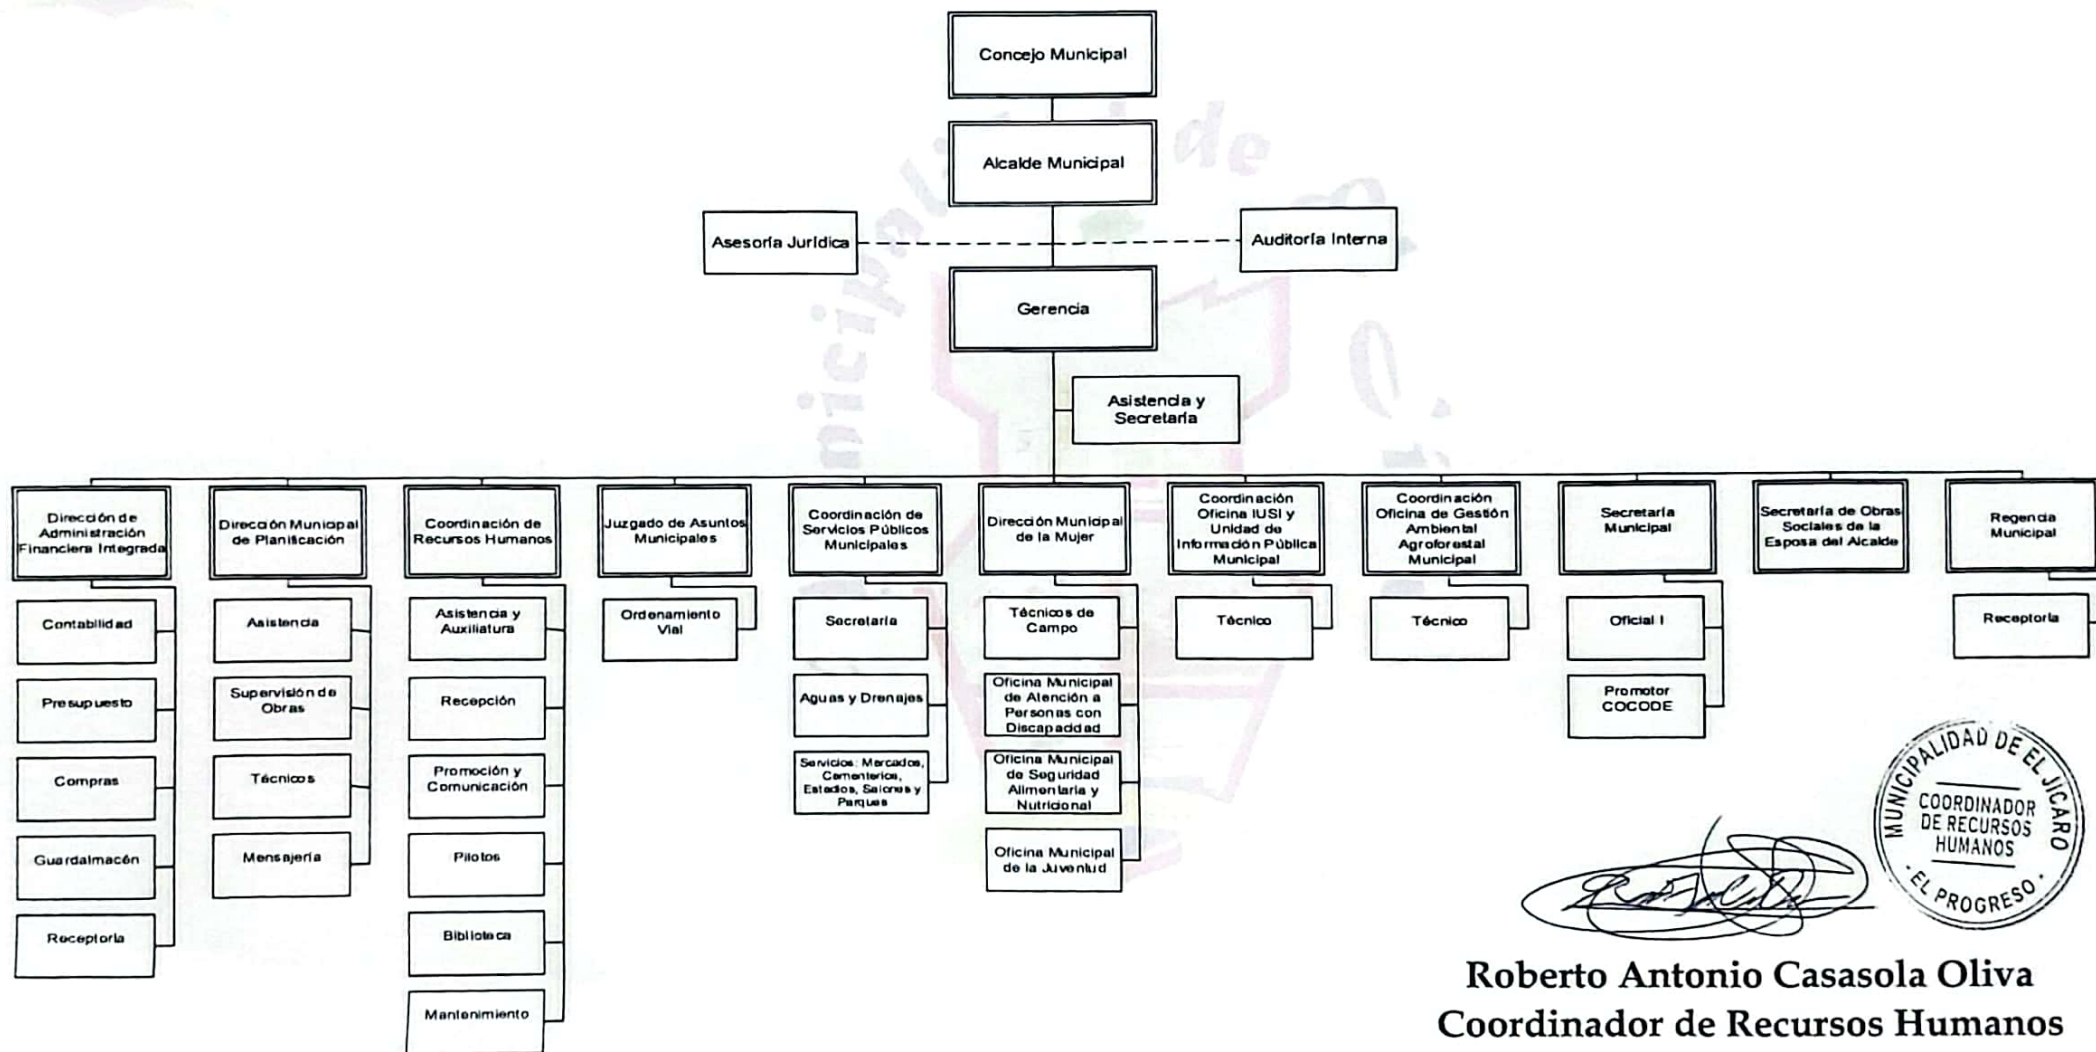 Concejo Municipal
Alcalde Municipal
Asesoría Jurídica
Auditoría Interna
Gerencia
Asistencia y
Secretaría
Dirección de
Administración
Financiera Integrada
Contabilidad
Presupuesto
Compras
Guardalmacén
Receptoría
Dirección Municipal
de Planificación
Asistencia
Supervisión de
Obras
Técnicos
Mensajería
Coordinación de
Recursos Humanos
Asistencia y
Auxiliatura
Recepción
Promoción y
Comunicación
Pilotos
Biblioteca
Mantenimiento
Juzgado de Asuntos
Municipales
Ordenamiento
Vial
Coordinación de
Servicios Públicos
Municipales
Secretaría
Aguas y Drenajes
Servicios: Mercados,
Cementerios,
Estadios, Salones y
Parques
Dirección Municipal
de la Mujer
Técnicos de
Campo
Oficina Municipal
de Atención a
Personas con
Discapacidad
Oficina Municipal
de Seguridad
Alimentaria y
Nutricional
Oficina Municipal
de la Juventud
Coordinación
Oficina IUSI y
Unidad de
Información Pública
Municipal
Técnico
Coordinación
Oficina de Gestión
Ambiental
Agroforestal
Municipal
Técnico
Secretaría
Municipal
Oficial I
Promotor
COCODE
Secretaría de Obras
Sociales de la
Esposa del Alcalde
Regencia
Municipal
Receptoría
MUNICIPALIDAD DE EL JICARO
COORDINADOR
DE RECURSOS
HUMANOS
· EL PROGRESO ·
Roberto Antonio Casasola Oliva
Coordinador de Recursos Humanos